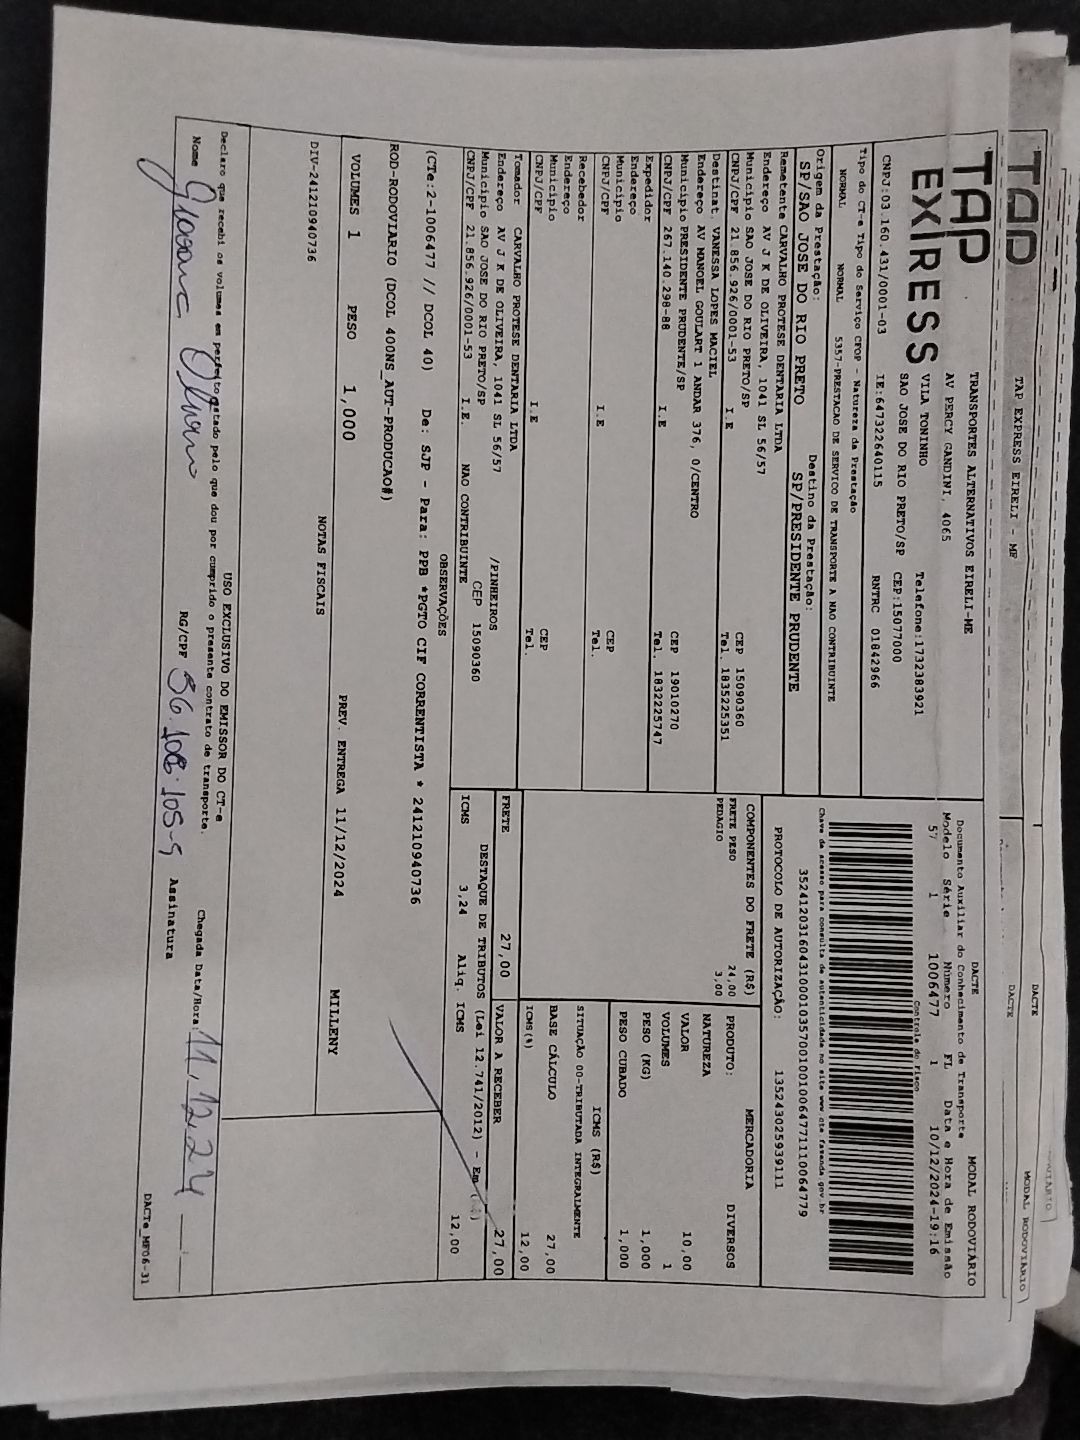 TAP EXPRESS EIRELI - ME
DACTE
MODAL RODOVIÁRIO
TAP
EXPRESS
TRANSPORTES ALTERNATIVOS EIRELI-ME
AV PERCY GANDINI, 4065
VILA TONINHO
Telefone:1732383921
SAO JOSE DO RIO PRETO/SP CEP:15077000
CNPJ:03.160.431/0001-03 IE:647322640115 RNTRC 01842966
DACTE MODAL RODOVIÁRIO
Documento Auxiliar do Conhecimento de Transporte
Modelo Série Número FL Data e Hora de Emissão
57 1 1006477 1 10/12/2024-19:16
Controle do Fisco
Chave de acesso para consulta de autenticidade no site www.cte.fazenda.gov.br
35241203160431000103570010010064771110064779
PROTOCOLO DE AUTORIZAÇÃO: 135243025939111
Tipo do CT-e Tipo do Serviço CFOP - Natureza da Prestação
NORMAL NORMAL 5357-PRESTACAO DE SERVICO DE TRANSPORTE A NAO CONTRIBUINTE
Origem da Prestação: Destino da Prestação:
SP/SAO JOSE DO RIO PRETO SP/PRESIDENTE PRUDENTE
Remetente CARVALHO PROTESE DENTARIA LTDA
Endereço AV J K DE OLIVEIRA, 1041 SL 56/57
Município SAO JOSE DO RIO PRETO/SP CEP 15090360
CNPJ/CPF 21.856.926/0001-53 I.E Tel. 1835225351
Destinat. VANESSA LOPES MACIEL
Endereço AV MANOEL GOULART 1 ANDAR 376, 0/CENTRO
Município PRESIDENTE PRUDENTE/SP CEP 19010270
CNPJ/CPF 267.140.298-88 I.E Tel. 1832225747
Expedidor
Endereço
Município CEP
CNPJ/CPF I.E Tel.
Recebedor
Endereço
Município CEP
CNPJ/CPF I.E Tel.
Tomador CARVALHO PROTESE DENTARIA LTDA
Endereço AV J K DE OLIVEIRA, 1041 SL 56/57 /PINHEIROS
Município SAO JOSE DO RIO PRETO/SP CEP 15090360
CNPJ/CPF 21.856.926/0001-53 I.E. NAO CONTRIBUINTE
COMPONENTES DO FRETE (R$)
FRETE PESO 24,00
PEDAGIO 3,00
PRODUTO: MERCADORIA DIVERSOS
NATUREZA
VALOR 10,00
VOLUMES 1
PESO (KG) 1,000
PESO CUBADO 1,000
ICMS (R$)
SITUAÇÃO 00-TRIBUTADA INTEGRALMENTE
BASE CÁLCULO 27,00
ICMS(%) 12,00
FRETE 27,00 VALOR A RECEBER 27,00
DESTAQUE DE TRIBUTOS (Lei 12.741/2012) - Em
ICMS 3,24 Aliq. ICMS 12,00
OBSERVAÇÕES
(CTe:2-1006477 // DCOL 40) De: SJP - Para: PPB *PGTO CIF CORRENTISTA * 241210940736
ROD-RODOVIARIO (DCOL 400NS_AUT-PRODUCAO#)
VOLUMES 1 PESO 1,000 PREV. ENTREGA 11/12/2024 MILLENY
NOTAS FISCAIS
DIV-241210940736
USO EXCLUSIVO DO EMISSOR DO CT-e
Declaro que recebi os volumes em perfeito estado pelo que dou por cumprido o presente contrato de transporte.
Nome RG/CPF 56.108.105-9 Assinatura Chegada Data/Hora: 11,12,24
DACTe_MF06-31